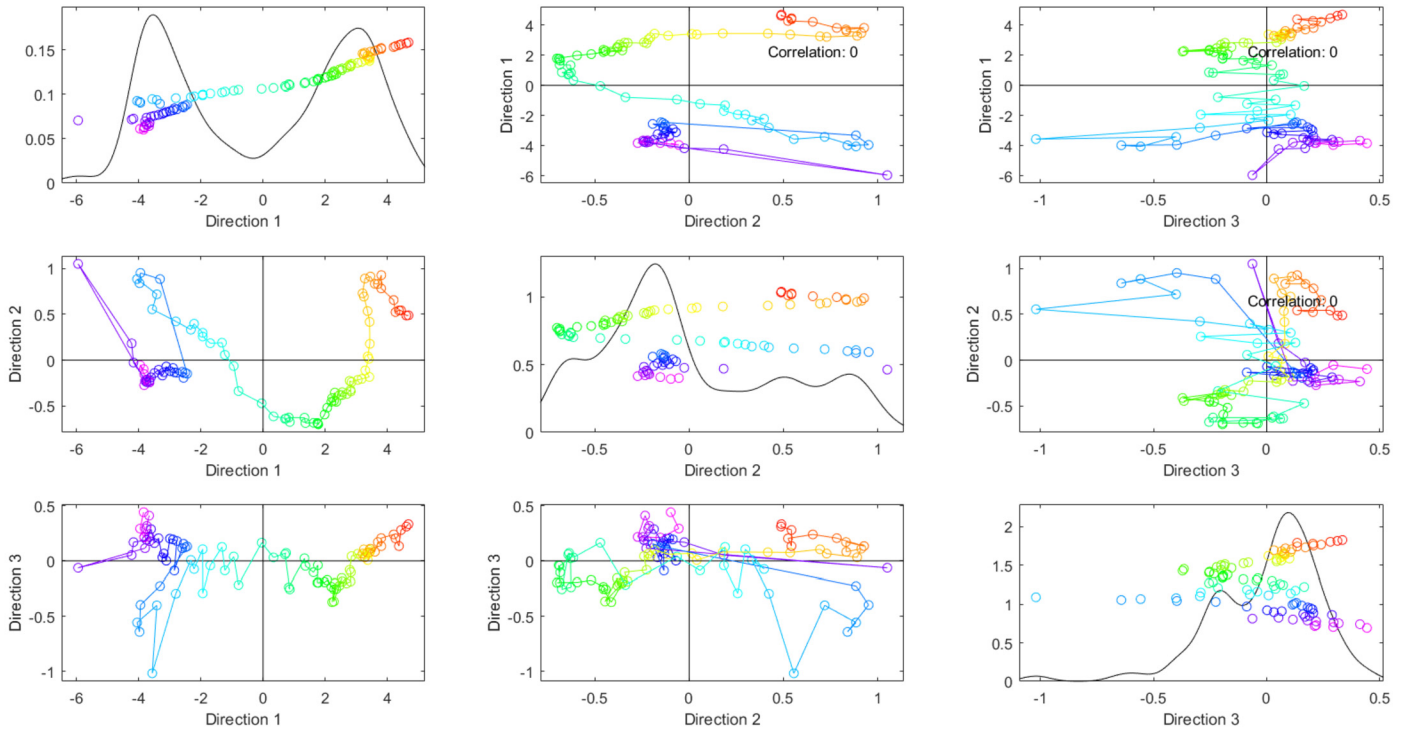 0.15
0.1
0.05
0
-6 -4 -2 0 2 4
Direction 1
Direction 1
4
2
0
-2
-4
-6
Correlation: 0
-0.5 0 0.5 1
Direction 2
Direction 1
4
2
0
-2
-4
-6
Correlation: 0
-1 -0.5 0 0.5
Direction 3
Direction 2
1
0.5
0
-0.5
-6 -4 -2 0 2 4
Direction 1
1
0.5
0
-0.5 0 0.5 1
Direction 2
Direction 2
1
0.5
0
-0.5
Correlation: 0
-1 -0.5 0 0.5
Direction 3
Direction 3
0.5
0
-0.5
-1
-6 -4 -2 0 2 4
Direction 1
Direction 3
0.5
0
-0.5
-1
-0.5 0 0.5 1
Direction 2
2
1.5
1
0.5
0
-1 -0.5 0 0.5
Direction 3